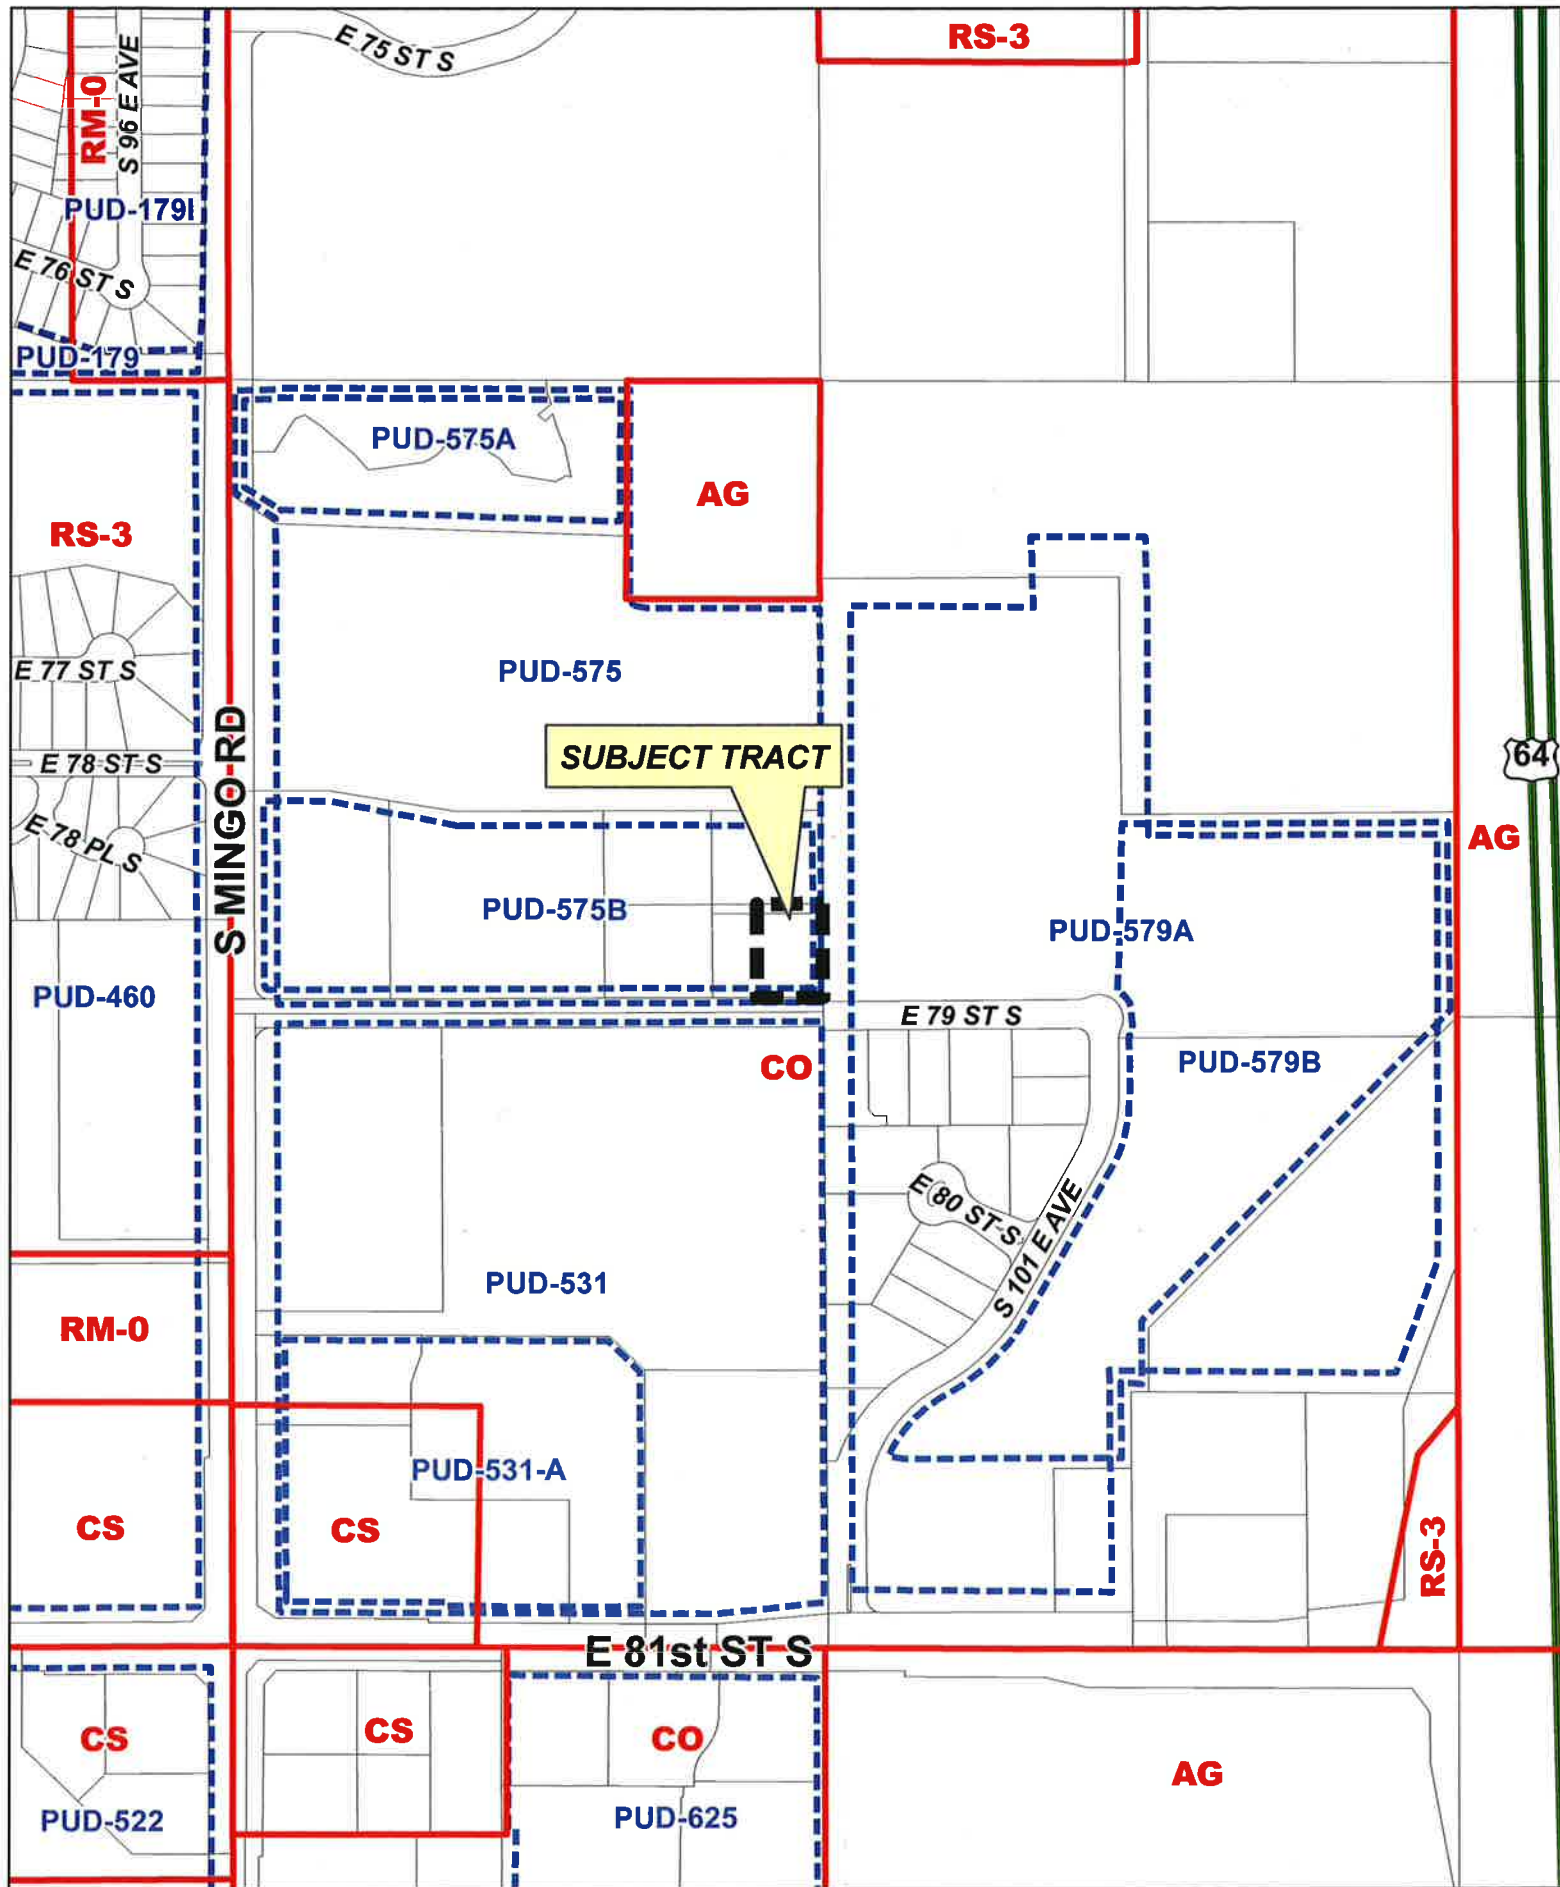 RS-3
E 75 ST S
S 96 E AVE
RM-0
PUD-179I
E 76 ST S
PUD-179
PUD-575A
AG
RS-3
PUD-575
E 77 ST S
SUBJECT TRACT
64
E 78 ST S
S MINGO RD
E 78 PL S
AG
PUD-575B
PUD-579A
PUD-460
E 79 ST S
CO
PUD-579B
E 80 ST S
S 101 E AVE
PUD-531
RM-0
PUD-531-A
CS
CS
RS-3
E 81st ST S
CS
CS
CO
AG
PUD-522
PUD-625